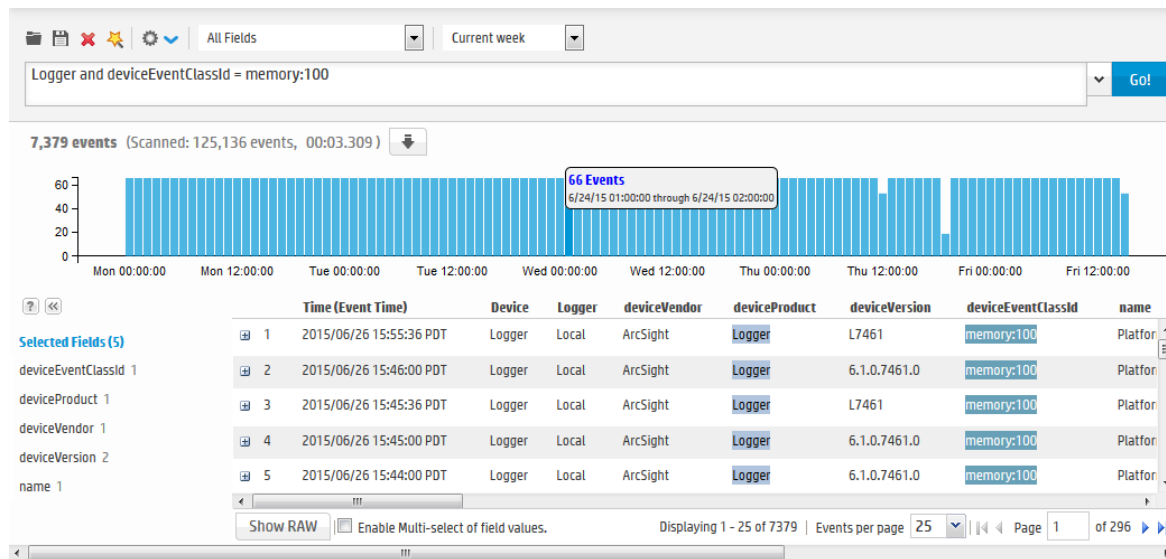 All Fields Current week
Logger and deviceEventClassId = memory:100 Go!
7,379 events (Scanned: 125,136 events, 00:03.309 )
66 Events
6/24/15 01:00:00 through 6/24/15 02:00:00
60
40
20
0
Mon 00:00:00 Mon 12:00:00 Tue 00:00:00 Tue 12:00:00 Wed 00:00:00 Wed 12:00:00 Thu 00:00:00 Thu 12:00:00 Fri 00:00:00 Fri 12:00:00
? Time (Event Time) Device Logger deviceVendor deviceProduct deviceVersion deviceEventClassId name
Selected Fields (5)
deviceEventClassId 1
deviceProduct 1
deviceVendor 1
deviceVersion 2
name 1
1 2015/06/26 15:55:36 PDT Logger Local ArcSight Logger L7461 memory:100 Platfor
2 2015/06/26 15:46:00 PDT Logger Local ArcSight Logger 6.1.0.7461.0 memory:100 Platfor
3 2015/06/26 15:45:36 PDT Logger Local ArcSight Logger L7461 memory:100 Platfor
4 2015/06/26 15:45:00 PDT Logger Local ArcSight Logger 6.1.0.7461.0 memory:100 Platfor
5 2015/06/26 15:44:00 PDT Logger Local ArcSight Logger 6.1.0.7461.0 memory:100 Platfor
Show RAW Enable Multi-select of field values. Displaying 1 - 25 of 7379 Events per page 25 Page 1 of 296